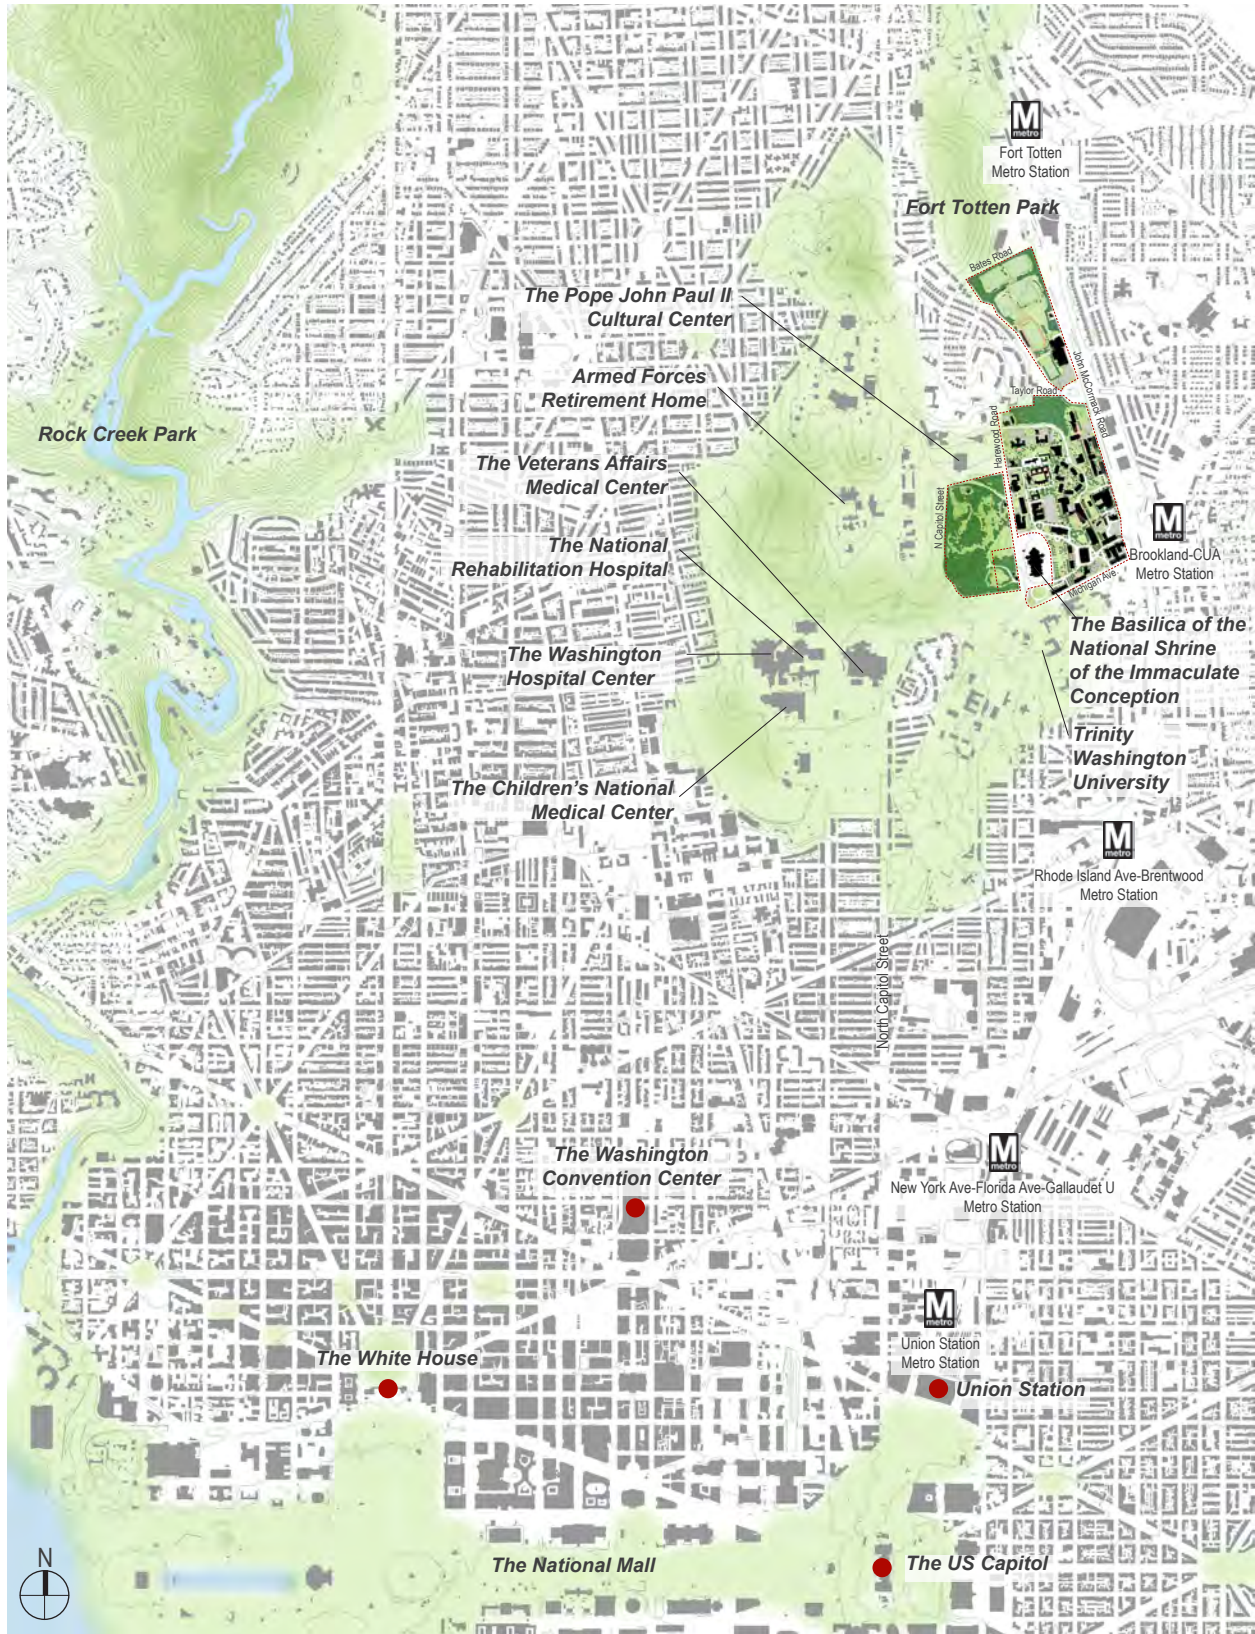 M
metro
Fort Totten
Metro Station
Fort Totten Park
Bates Road
The Pope John Paul II
Cultural Center
John McCormack Road
Armed Forces
Retirement Home
Taylor Road
Harewood Road
Rock Creek Park
The Veterans Affairs
Medical Center
N Capitol Street
M
metro
Brookland-CUA
Metro Station
The National
Rehabilitation Hospital
Michigan Ave.
The Basilica of the
National Shrine
of the Immaculate
Conception
The Washington
Hospital Center
Trinity
Washington
University
The Children's National
Medical Center
M
metro
Rhode Island Ave-Brentwood
Metro Station
North Capitol Street
The Washington
Convention Center
M
metro
New York Ave-Florida Ave-Gallaudet U
Metro Station
M
metro
Union Station
Metro Station
The White House
Union Station
N
The National Mall
The US Capitol